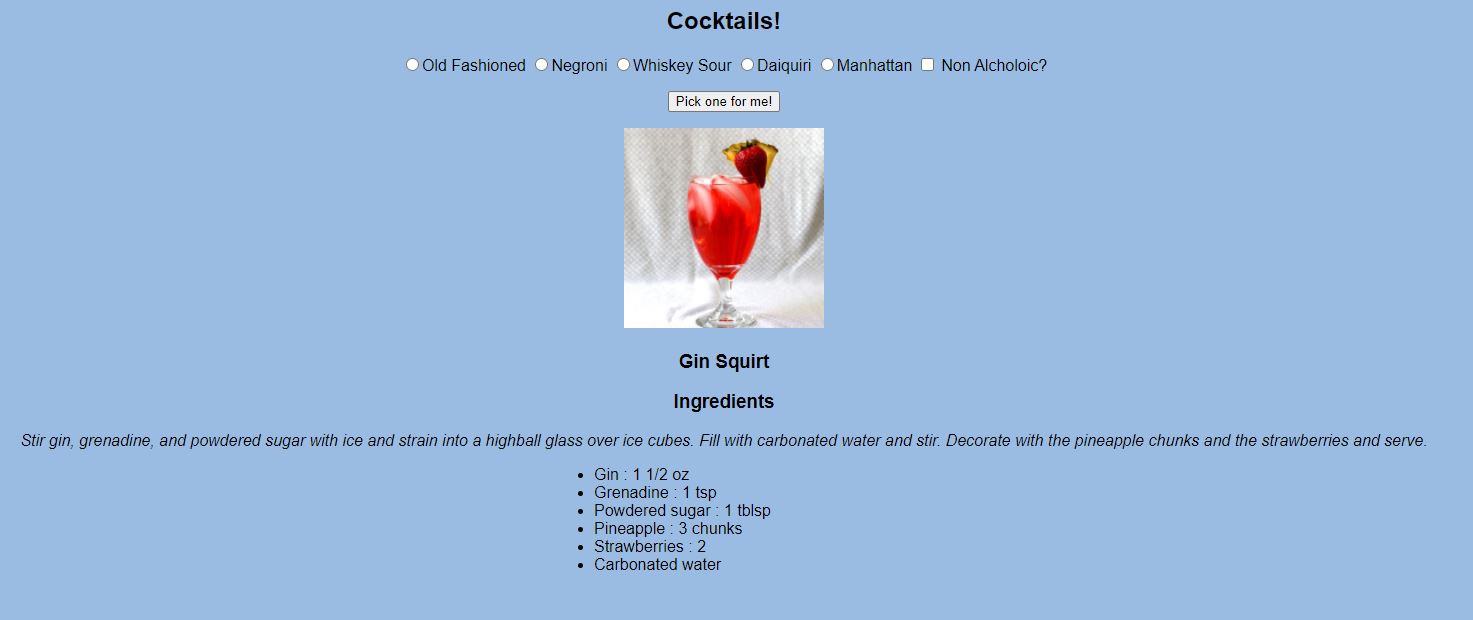 Cocktails!
Old Fashioned Negroni Whiskey Sour Daiquiri Manhattan Non Alcholoic?
Pick one for me!
Gin Squirt
Ingredients
Stir gin, grenadine, and powdered sugar with ice and strain into a highball glass over ice cubes. Fill with carbonated water and stir. Decorate with the pineapple chunks and the strawberries and serve.
Gin : 1 1/2 oz
Grenadine : 1 tsp
Powdered sugar : 1 tblsp
Pineapple : 3 chunks
Strawberries : 2
Carbonated water